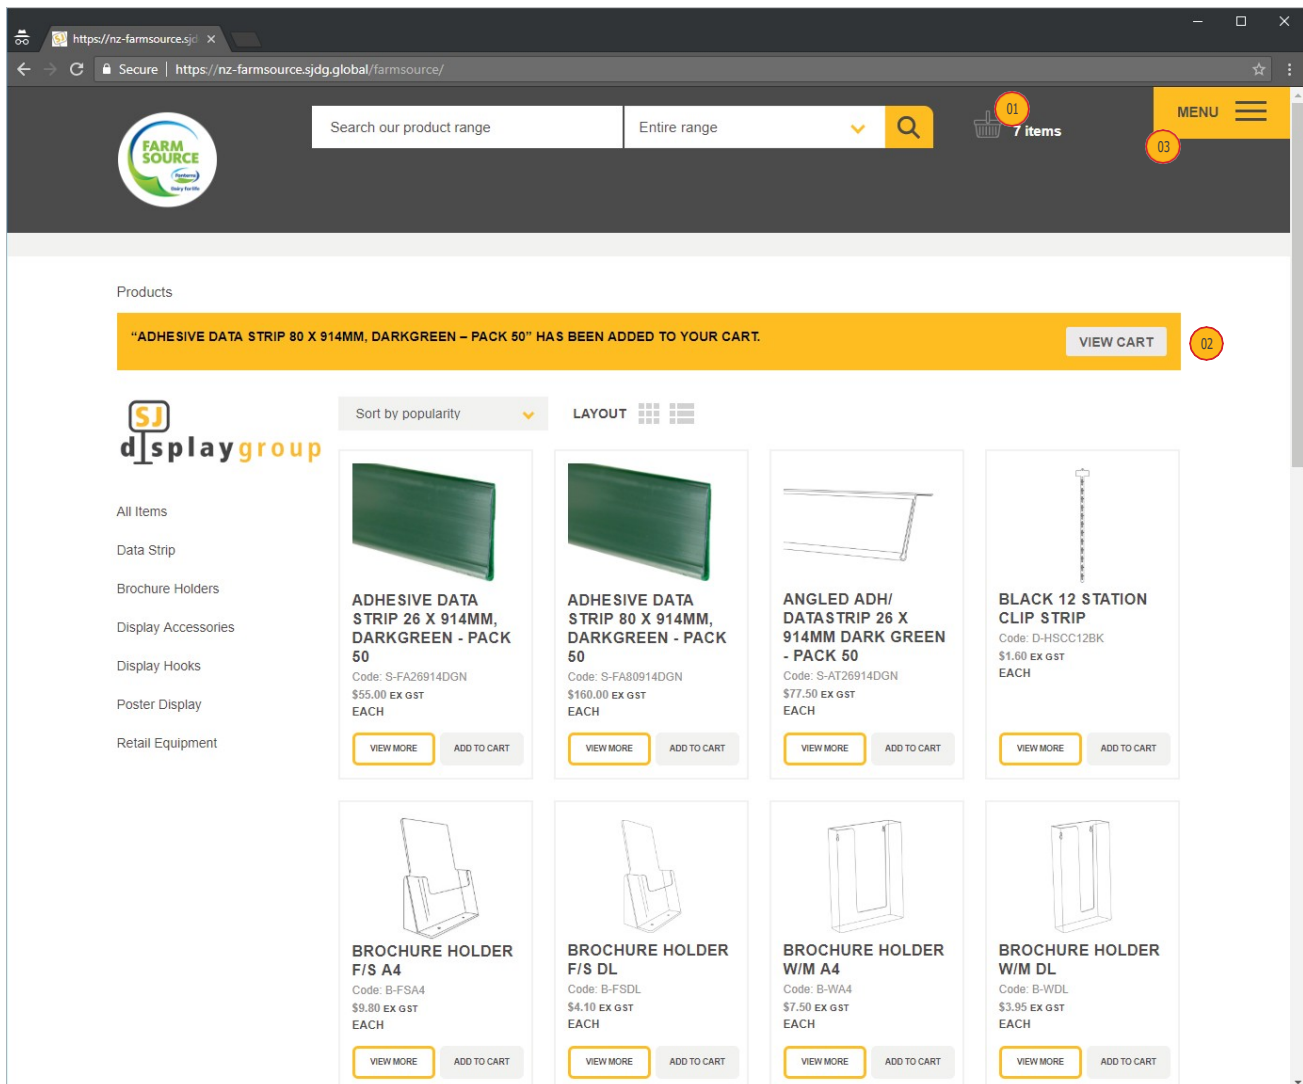 https://nz-farmsource.sjd
Secure | https://nz-farmsource.sjdg.global/farmsource/
FARM
SOURCE
Fonterra
Dairy for life
Search our product range
Entire range
01
7 items
MENU
03
Products
“ADHESIVE DATA STRIP 80 X 914MM, DARKGREEN – PACK 50” HAS BEEN ADDED TO YOUR CART.
VIEW CART
02
SJ
displaygroup
Sort by popularity
LAYOUT
All Items
Data Strip
Brochure Holders
Display Accessories
Display Hooks
Poster Display
Retail Equipment
ADHESIVE DATA
STRIP 26 X 914MM,
DARKGREEN - PACK
50
Code: S-FA26914DGN
$55.00 EX GST
EACH
VIEW MORE
ADD TO CART
ADHESIVE DATA
STRIP 80 X 914MM,
DARKGREEN - PACK
50
Code: S-FA80914DGN
$160.00 EX GST
EACH
VIEW MORE
ADD TO CART
ANGLED ADH/
DATASTRIP 26 X
914MM DARK GREEN
- PACK 50
Code: S-AT26914DGN
$77.50 EX GST
EACH
VIEW MORE
ADD TO CART
BLACK 12 STATION
CLIP STRIP
Code: D-HSCC12BK
$1.60 EX GST
EACH
VIEW MORE
ADD TO CART
BROCHURE HOLDER
F/S A4
Code: B-FSA4
$9.80 EX GST
EACH
VIEW MORE
ADD TO CART
BROCHURE HOLDER
F/S DL
Code: B-FSDL
$4.10 EX GST
EACH
VIEW MORE
ADD TO CART
BROCHURE HOLDER
W/M A4
Code: B-WA4
$7.50 EX GST
EACH
VIEW MORE
ADD TO CART
BROCHURE HOLDER
W/M DL
Code: B-WDL
$3.95 EX GST
EACH
VIEW MORE
ADD TO CART